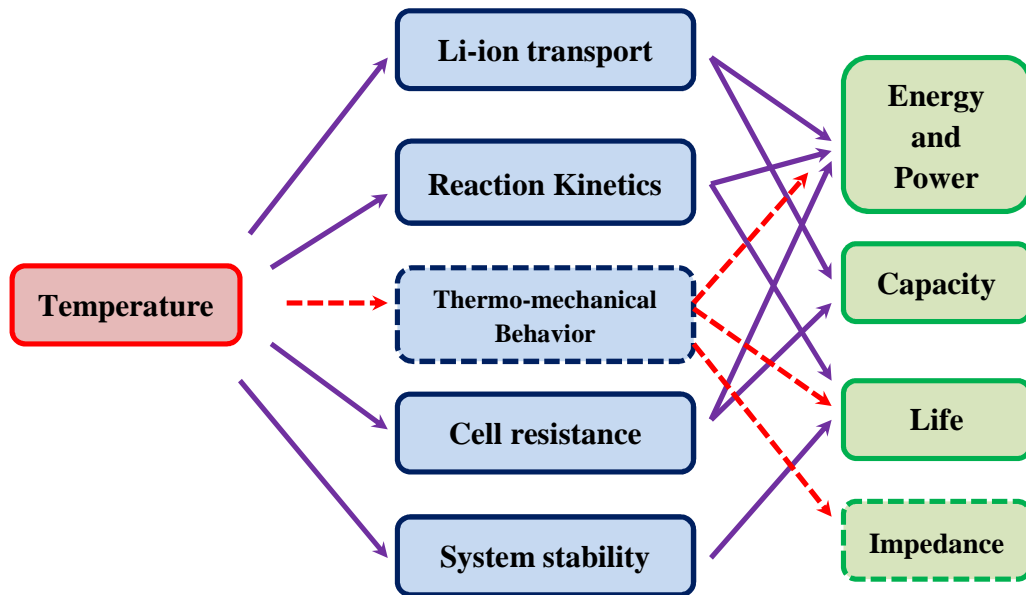 Li-ion transport
Energy
and
Power
Reaction Kinetics
Temperature
Thermo-mechanical
Behavior
Capacity
Cell resistance
Life
System stability
Impedance